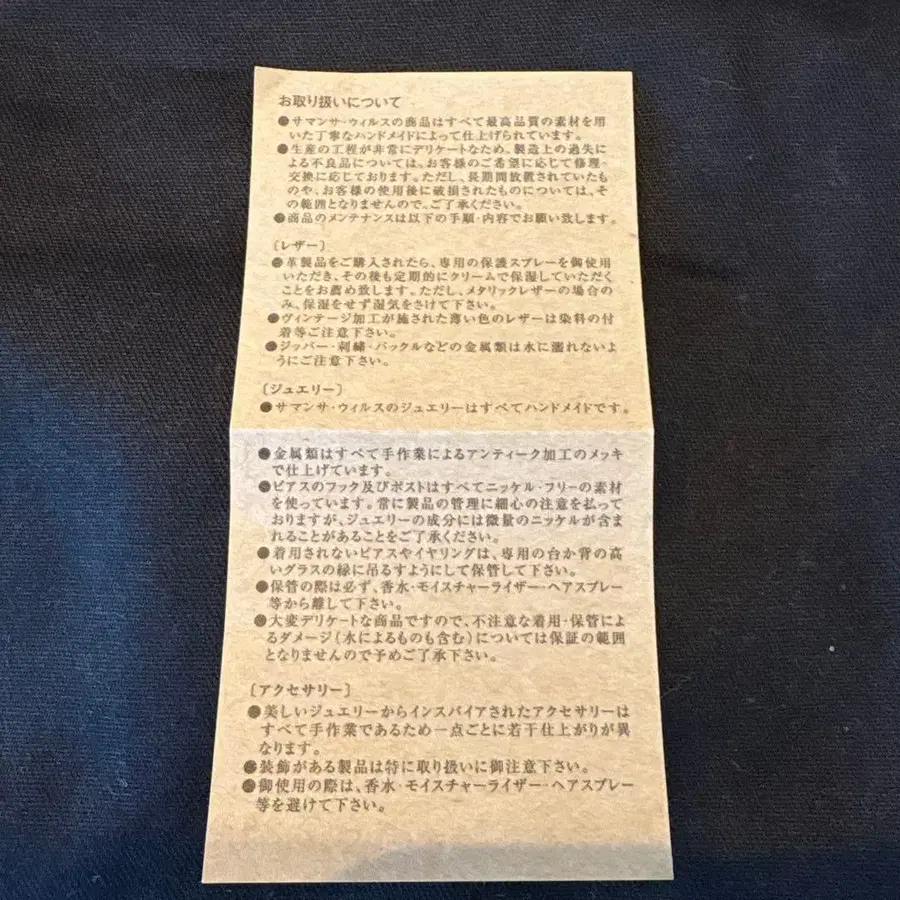 お取り扱いについて
●サマンサ・ウィルスの商品はすべて最高品質の素材を用
いた丁寧なハンドメイドによって仕上げられています。
●生産の工程が非常にデリケートなため、製造上の過失に
よる不良品については、お客様のご希望に応じて修理・
交換に応じております。ただし、長期間放置されていたも
のや、お客様の使用後に破損されたものについては、そ
の範囲となりませんので、ご了承ください。
●商品のメンテナンスは以下の手順・内容でお願い致します。
〔レザー〕
●革製品をご購入されたら、専用の保護スプレーを御使用
いただき、その後も定期的にクリームで保湿していただく
ことをお薦め致します。ただし、メタリックレザーの場合の
み、保湿をせず湿気をさけて下さい。
●ヴィンテージ加工が施された薄い色のレザーは染料の付
着等ご注意下さい。
●ジッパー・刺繍・バックルなどの金属類は水に濡れないよ
うにご注意下さい。
〔ジュエリー〕
●サマンサ・ウィルスのジュエリーはすべてハンドメイドです。
●金属類はすべて手作業によるアンティーク加工のメッキ
で仕上げています。
●ピアスのフック及びポストはすべてニッケル・フリーの素材
を使っています。常に製品の管理に細心の注意を払って
おりますが、ジュエリーの成分には微量のニッケルが含ま
れることがあることをご了承ください。
●着用されないピアスやイヤリングは、専用の台か背の高
いグラスの縁に吊るすようにして保管して下さい。
●保管の際は必ず、香水・モイスチャーライザー・ヘアスプレー
等から離して下さい。
●大変デリケートな商品ですので、不注意な着用・保管によ
るダメージ(水によるものも含む)については保証の範囲
となりませんので予めご了承下さい。
〔アクセサリー〕
●美しいジュエリーからインスパイアされたアクセサリーは
すべて手作業であるため一点ごとに若干仕上がりが異
なります。
●装飾がある製品は特に取り扱いに御注意下さい。
●御使用の際は、香水・モイスチャーライザー・ヘアスプレー
等を避けて下さい。